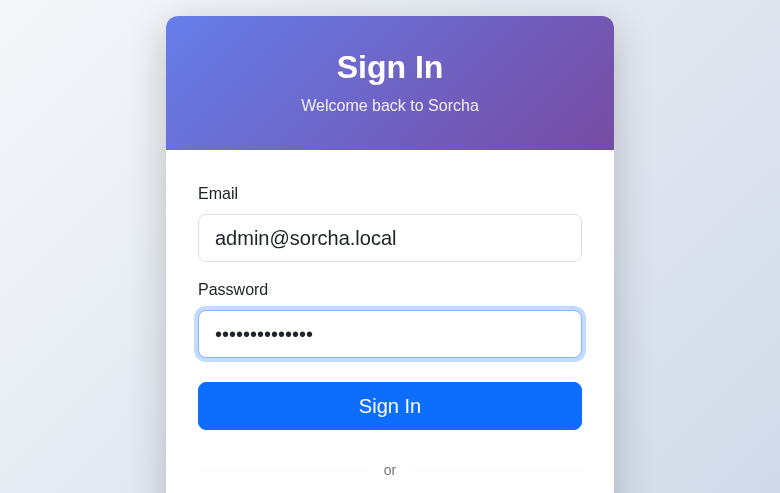 Sign In
Welcome back to Sorcha
Email
admin@sorcha.local
Password
••••••••••••••
Sign In
or